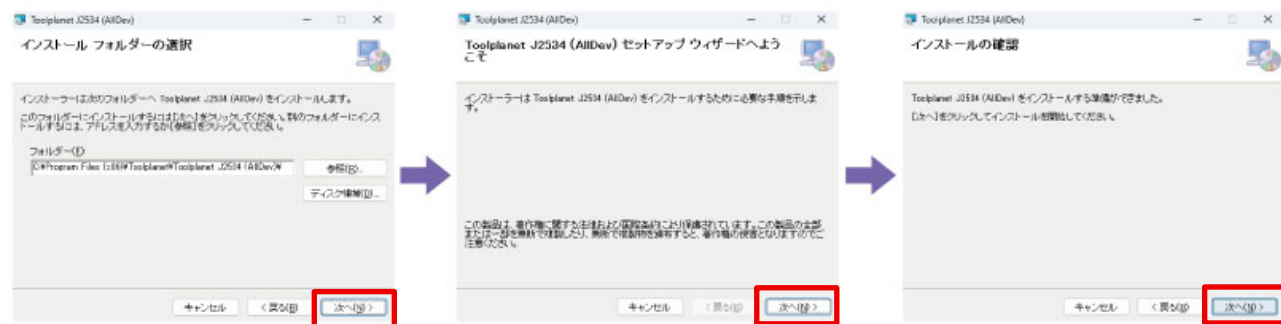 Toolplanet J2534 (AllDev)
インストール フォルダーの選択
インストーラーは次のフォルダーへ Toolplanet J2534 (AllDev) をインストールします。
このフォルダーにインストールするには[次へ]をクリックしてください。別のフォルダーにインス
トールするには、アドレスを入力するか[参照]をクリックしてください。
フォルダー(F):
C:¥Program Files (x86)¥Toolplanet¥Toolplanet J2534 (AllDev)¥
参照(R)...
ディスク領域(D)...
キャンセル
< 戻る(B)
次へ(N) >
Toolplanet J2534 (AllDev)
Toolplanet J2534 (AllDev) セットアップ ウィザードへよう
こそ
インストーラーは Toolplanet J2534 (AllDev) をインストールするために必要な手順を示しま
す。
この製品は、著作権に関する法律および国際条約により保護されています。この製品の全部
または一部を無断で複製したり、無断で複製物を頒布すると、著作権の侵害となりますのでご
注意ください。
キャンセル
< 戻る(B)
次へ(N) >
Toolplanet J2534 (AllDev)
インストールの確認
Toolplanet J2534 (AllDev) をインストールする準備ができました。
[次へ]をクリックしてインストールを開始してください。
キャンセル
< 戻る(B)
次へ(N) >